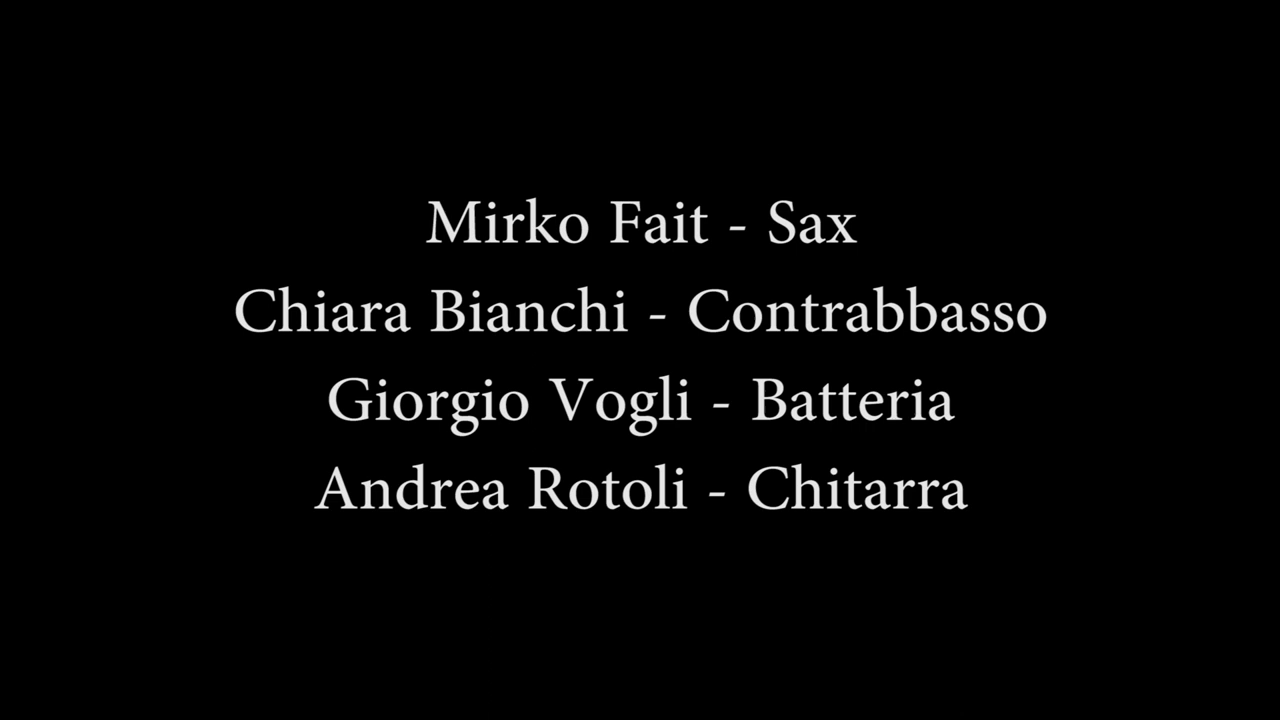 Mirko Fait - Sax
Chiara Bianchi - Contrabbasso
Giorgio Vogli - Batteria
Andrea Rotoli - Chitarra